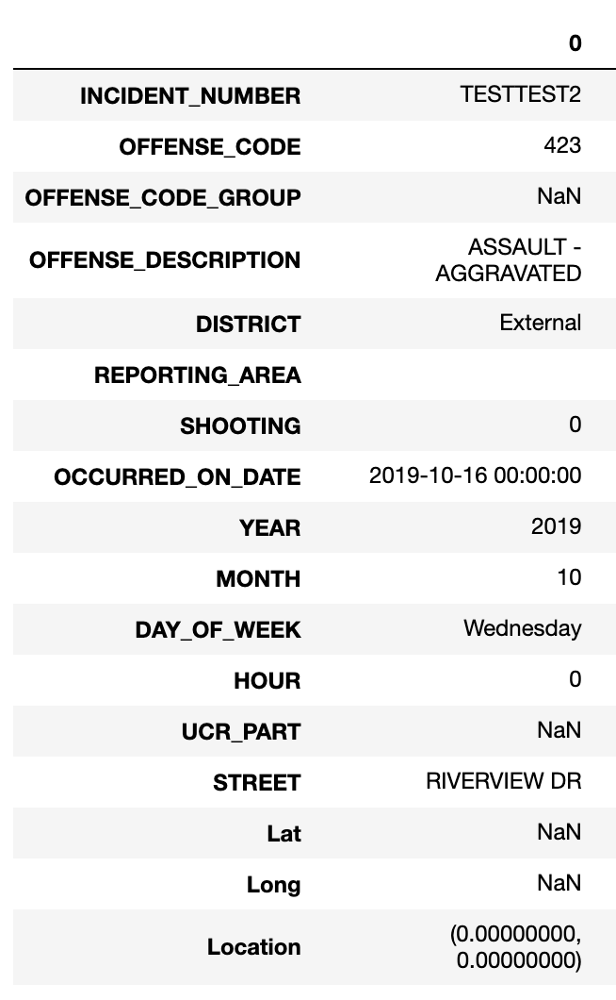 0
INCIDENT_NUMBER TESTTEST2
OFFENSE_CODE 423
OFFENSE_CODE_GROUP NaN
OFFENSE_DESCRIPTION ASSAULT -
AGGRAVATED
DISTRICT External
REPORTING_AREA
SHOOTING 0
OCCURRED_ON_DATE 2019-10-16 00:00:00
YEAR 2019
MONTH 10
DAY_OF_WEEK Wednesday
HOUR 0
UCR_PART NaN
STREET RIVERVIEW DR
Lat NaN
Long NaN
Location (0.00000000,
0.00000000)